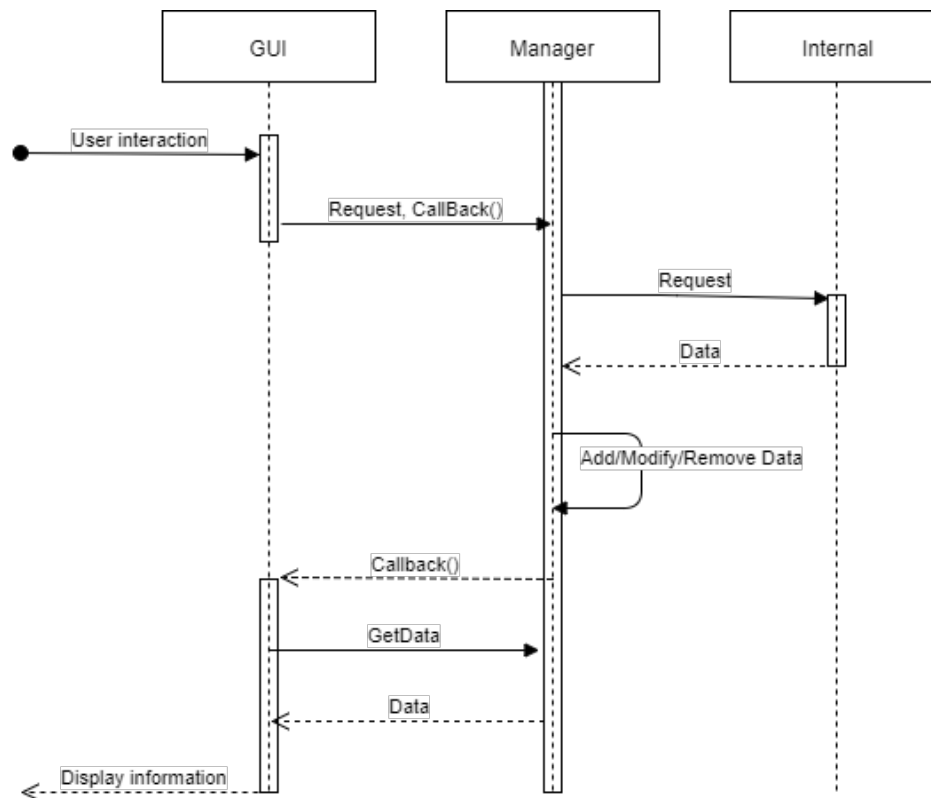 GUI
Manager
Internal
User interaction
Request, CallBack()
Request
Data
Add/Modify/Remove Data
Callback()
GetData
Data
Display information